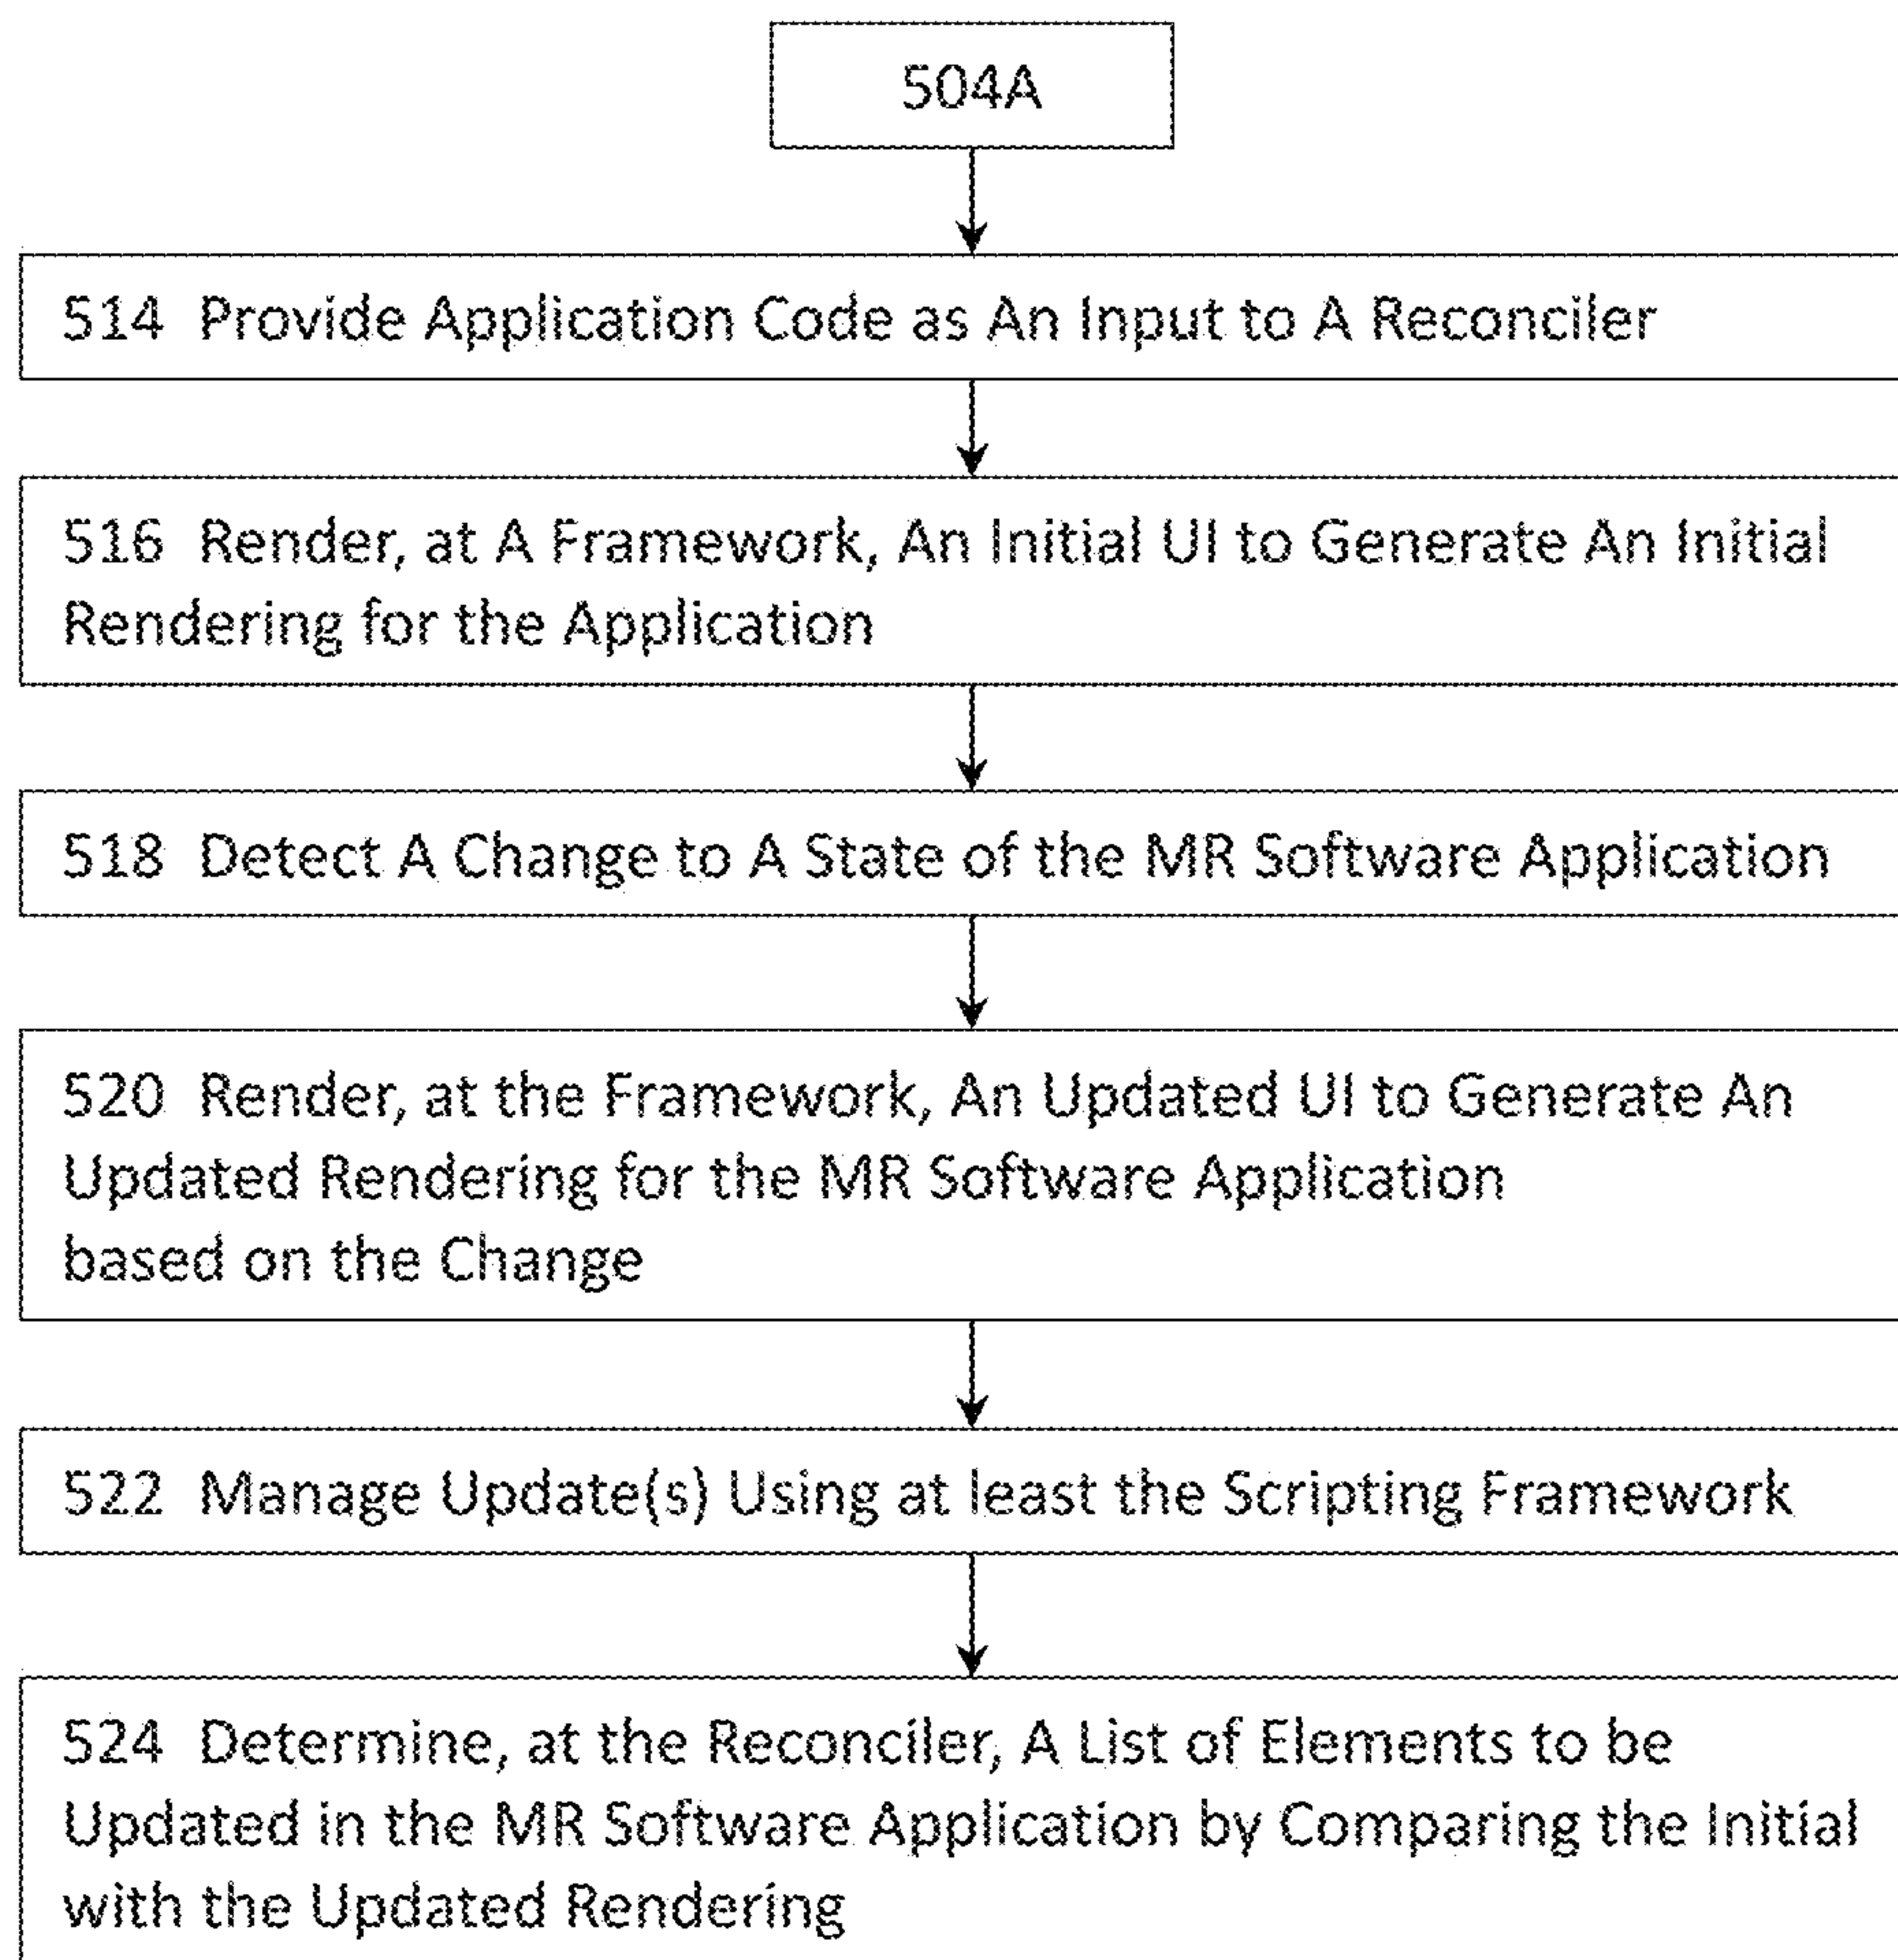 504A
514 Provide Application Code as An Input to A Reconciler
516 Render, at A Framework, An Initial UI to Generate An Initial
Rendering for the Application
518 Detect A Change to A State of the MR Software Application
520 Render, at the Framework, An Updated UI to Generate An
Updated Rendering for the MR Software Application
based on the Change
522 Manage Update(s) Using at least the Scripting Framework
524 Determine, at the Reconciler, A List of Elements to be
Updated in the MR Software Application by Comparing the Initial
with the Updated Rendering